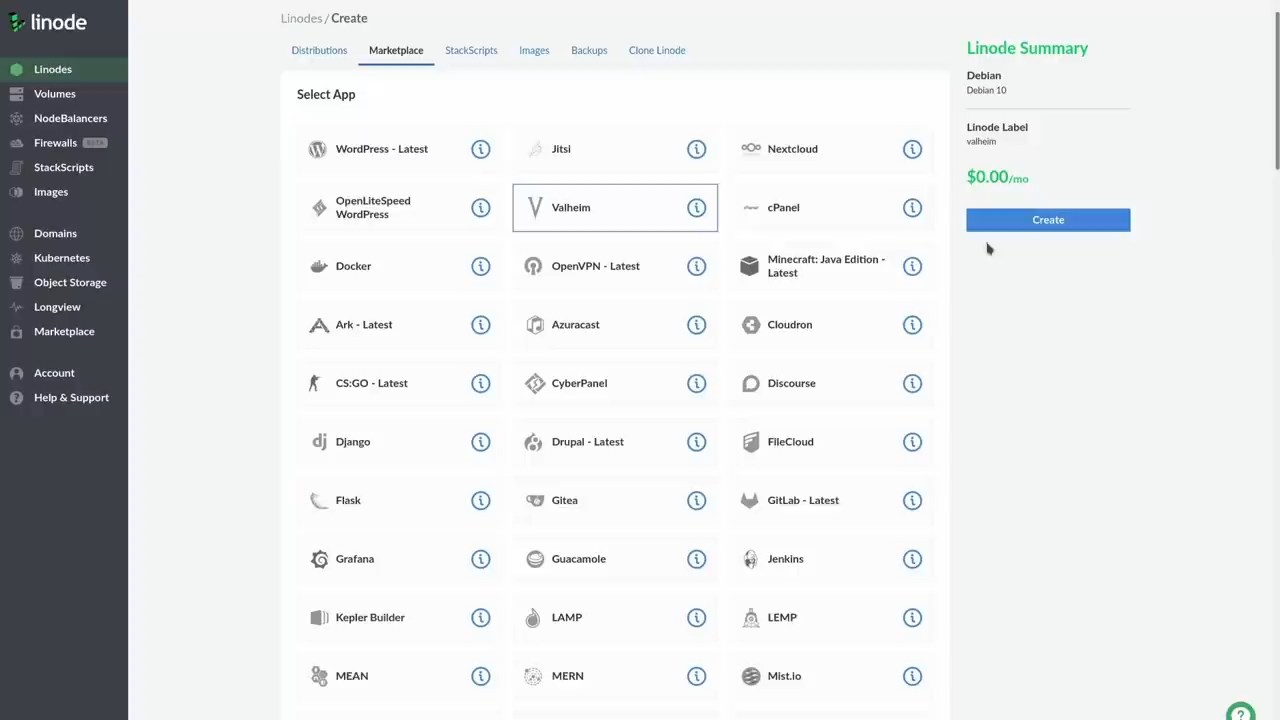 linode
Linodes
Volumes
NodeBalancers
Firewalls BETA
StackScripts
Images
Domains
Kubernetes
Object Storage
Longview
Marketplace
Account
Help & Support
Linodes / Create
Distributions Marketplace StackScripts Images Backups Clone Linode
Select App
WordPress - Latest
Jitsi
Nextcloud
OpenLiteSpeed
WordPress
Valheim
cPanel
Docker
OpenVPN - Latest
Minecraft: Java Edition -
Latest
Ark - Latest
Azuracast
Cloudron
CS:GO - Latest
CyberPanel
Discourse
Django
Drupal - Latest
FileCloud
Flask
Gitea
GitLab - Latest
Grafana
Guacamole
Jenkins
Kepler Builder
LAMP
LEMP
MEAN
MERN
Mist.io
Linode Summary
Debian
Debian 10
Linode Label
valheim
$0.00/mo
Create